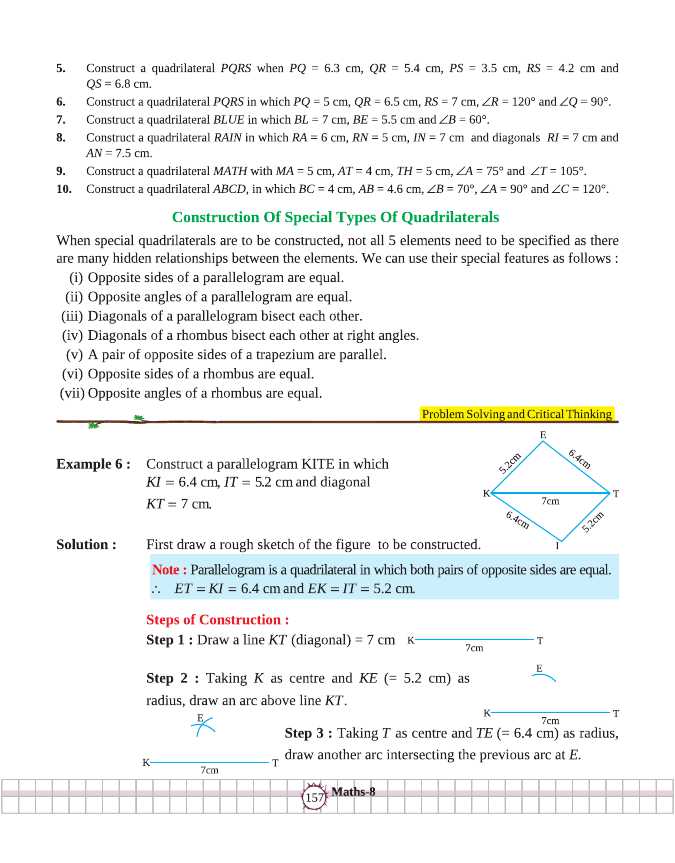 5. Construct a quadrilateral PQRS when PQ = 6.3 cm, QR = 5.4 cm, PS = 3.5 cm, RS = 4.2 cm and
QS = 6.8 cm.
6. Construct a quadrilateral PQRS in which PQ = 5 cm, QR = 6.5 cm, RS = 7 cm, ∠R = 120° and ∠Q = 90°.
7. Construct a quadrilateral BLUE in which BL = 7 cm, BE = 5.5 cm and ∠B = 60°.
8. Construct a quadrilateral RAIN in which RA = 6 cm, RN = 5 cm, IN = 7 cm and diagonals RI = 7 cm and
AN = 7.5 cm.
9. Construct a quadrilateral MATH with MA = 5 cm, AT = 4 cm, TH = 5 cm, ∠A = 75° and ∠T = 105°.
10. Construct a quadrilateral ABCD, in which BC = 4 cm, AB = 4.6 cm, ∠B = 70°, ∠A = 90° and ∠C = 120°.
Construction Of Special Types Of Quadrilaterals
When special quadrilaterals are to be constructed, not all 5 elements need to be specified as there
are many hidden relationships between the elements. We can use their special features as follows :
(i) Opposite sides of a parallelogram are equal.
(ii) Opposite angles of a parallelogram are equal.
(iii) Diagonals of a parallelogram bisect each other.
(iv) Diagonals of a rhombus bisect each other at right angles.
(v) A pair of opposite sides of a trapezium are parallel.
(vi) Opposite sides of a rhombus are equal.
(vii) Opposite angles of a rhombus are equal.
Problem Solving and Critical Thinking
Example 6 : Construct a parallelogram KITE in which
KI = 6.4 cm, IT = 5.2 cm and diagonal
KT = 7 cm.
E
5.2cm
6.4cm
K
T
7cm
6.4cm
5.2cm
I
Solution : First draw a rough sketch of the figure to be constructed.
Note : Parallelogram is a quadrilateral in which both pairs of opposite sides are equal.
∴ ET = KI = 6.4 cm and EK = IT = 5.2 cm.
Steps of Construction :
Step 1 : Draw a line KT (diagonal) = 7 cm
K
T
7cm
Step 2 : Taking K as centre and KE (= 5.2 cm) as
radius, draw an arc above line KT.
E
K
T
7cm
E
K
T
7cm
Step 3 : Taking T as centre and TE (= 6.4 cm) as radius,
draw another arc intersecting the previous arc at E.
157 Maths-8